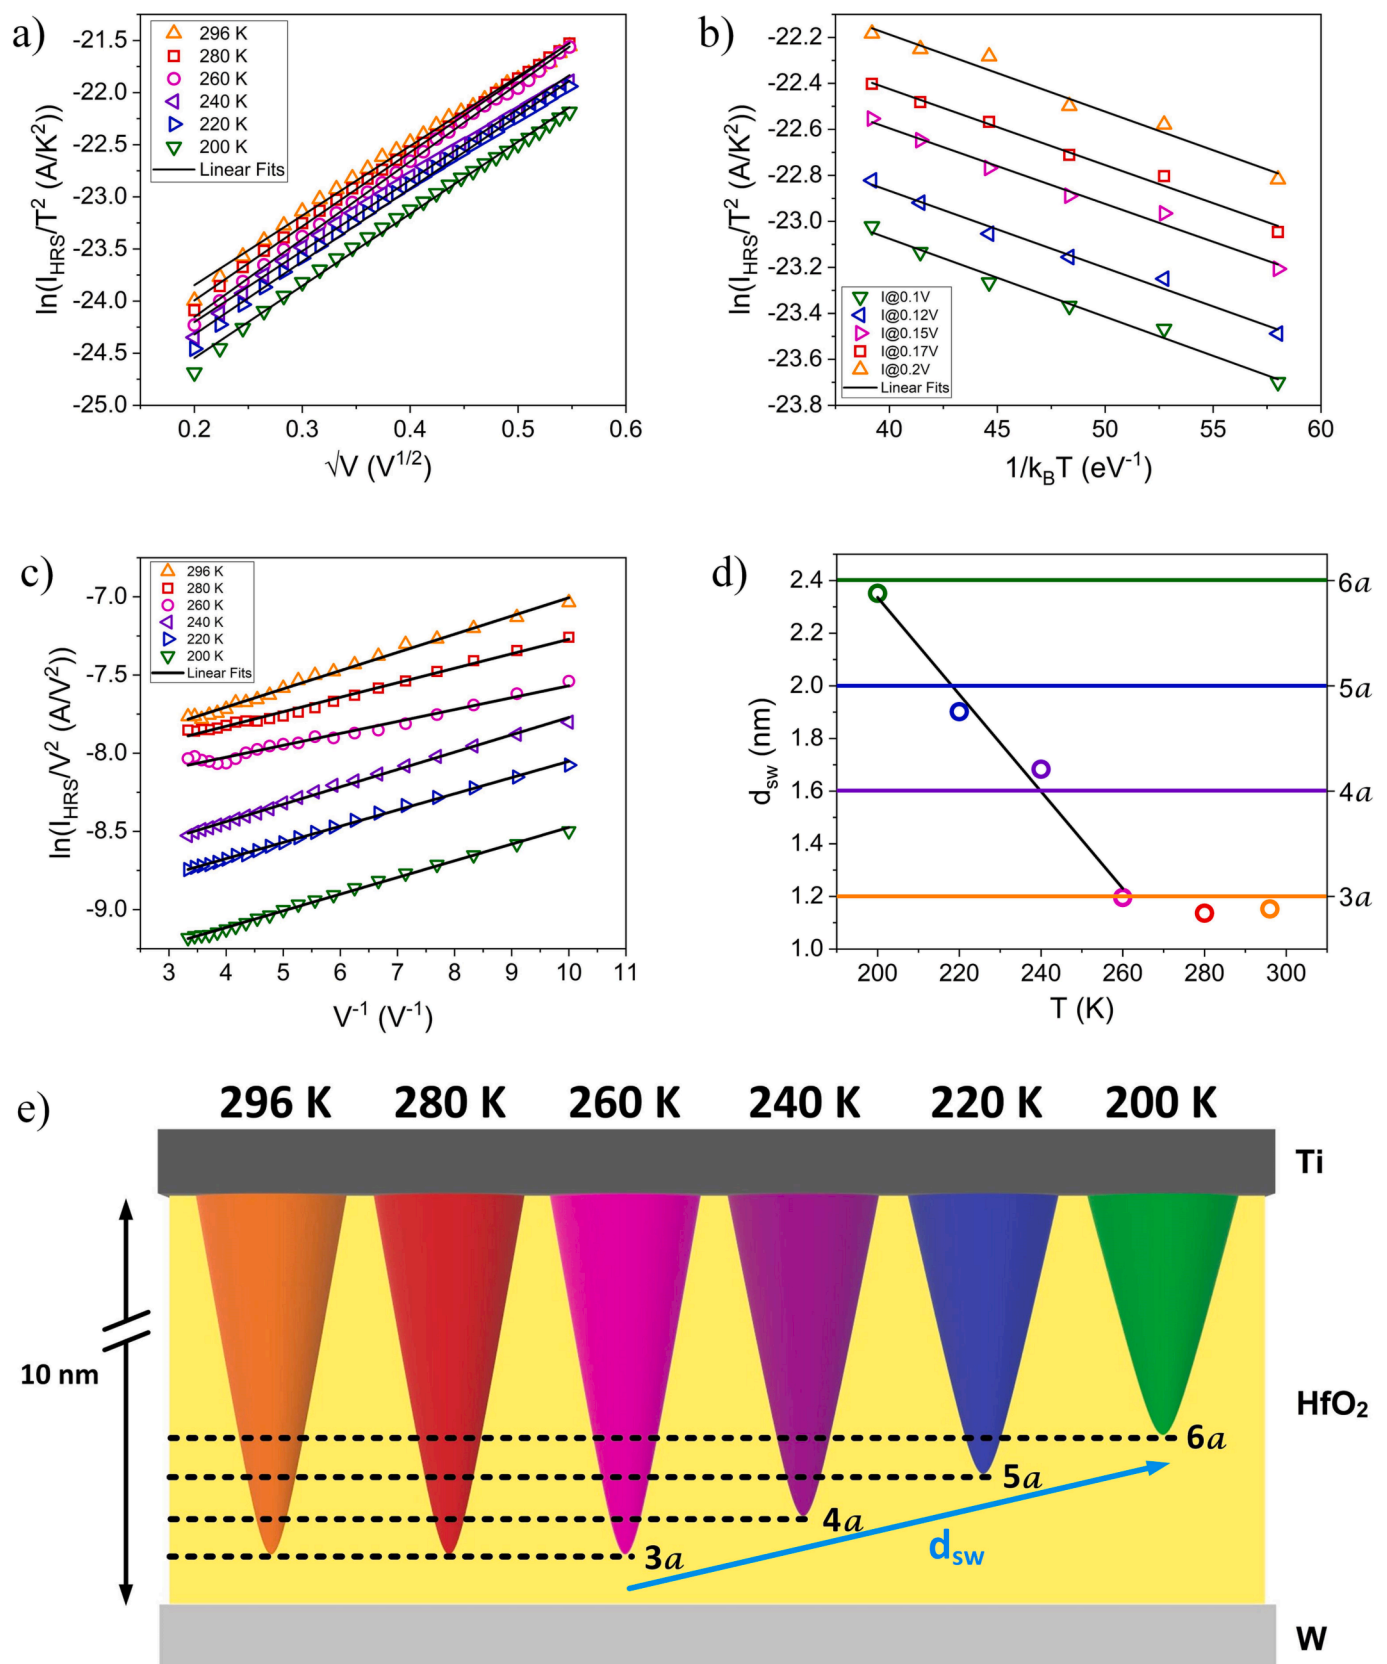 a)
ln(I_HRS/T² (A/K²)
-21.5
-22.0
-22.5
-23.0
-23.5
-24.0
-24.5
-25.0
296 K
280 K
260 K
240 K
220 K
200 K
Linear Fits
0.2 0.3 0.4 0.5 0.6
√V (V^1/2)
b)
ln(I_HRS/T² (A/K²)
-22.2
-22.4
-22.6
-22.8
-23.0
-23.2
-23.4
-23.6
-23.8
I@0.1V
I@0.12V
I@0.15V
I@0.17V
I@0.2V
Linear Fits
40 45 50 55 60
1/k_BT (eV⁻¹)
c)
ln(I_HRS/V² (A/V²))
-7.0
-7.5
-8.0
-8.5
-9.0
296 K
280 K
260 K
240 K
220 K
200 K
Linear Fits
3 4 5 6 7 8 9 10 11
V⁻¹ (V⁻¹)
d)
d_sw (nm)
2.4
2.2
2.0
1.8
1.6
1.4
1.2
1.0
6a
5a
4a
3a
200 220 240 260 280 300
T (K)
e)
296 K 280 K 260 K 240 K 220 K 200 K
Ti
10 nm
HfO₂
6a
5a
4a
3a
d_sw
W